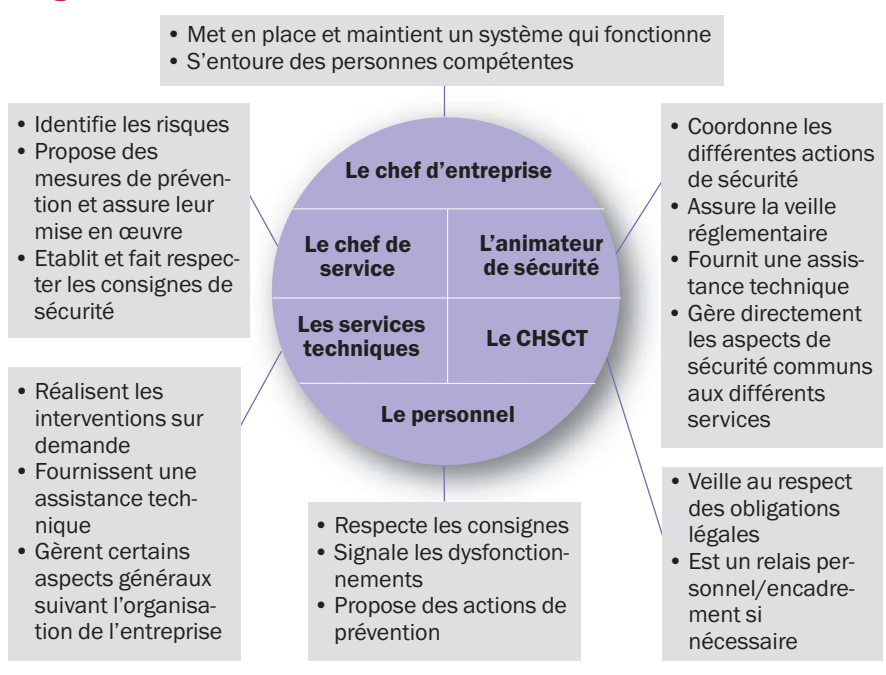 • Met en place et maintient un système qui fonctionne
• S'entoure des personnes compétentes
• Identifie les risques
• Propose des
mesures de préven-
tion et assure leur
mise en œuvre
• Etablit et fait respec-
ter les consignes de
sécurité
Le chef d'entreprise
Le chef de
service
L'animateur
de sécurité
Les services
techniques
Le CHSCT
Le personnel
• Coordonne les
différentes actions
de sécurité
• Assure la veille
réglementaire
• Fournit une assis-
tance technique
• Gère directement
les aspects de
sécurité communs
aux différents
services
• Réalisent les
interventions sur
demande
• Fournissent une
assistance tech-
nique
• Gèrent certains
aspects généraux
suivant l'organisa-
tion de l'entreprise
• Respecte les consignes
• Signale les dysfonction-
nements
• Propose des actions de
prévention
• Veille au respect
des obligations
légales
• Est un relais per-
sonnel/encadre-
ment si
nécessaire